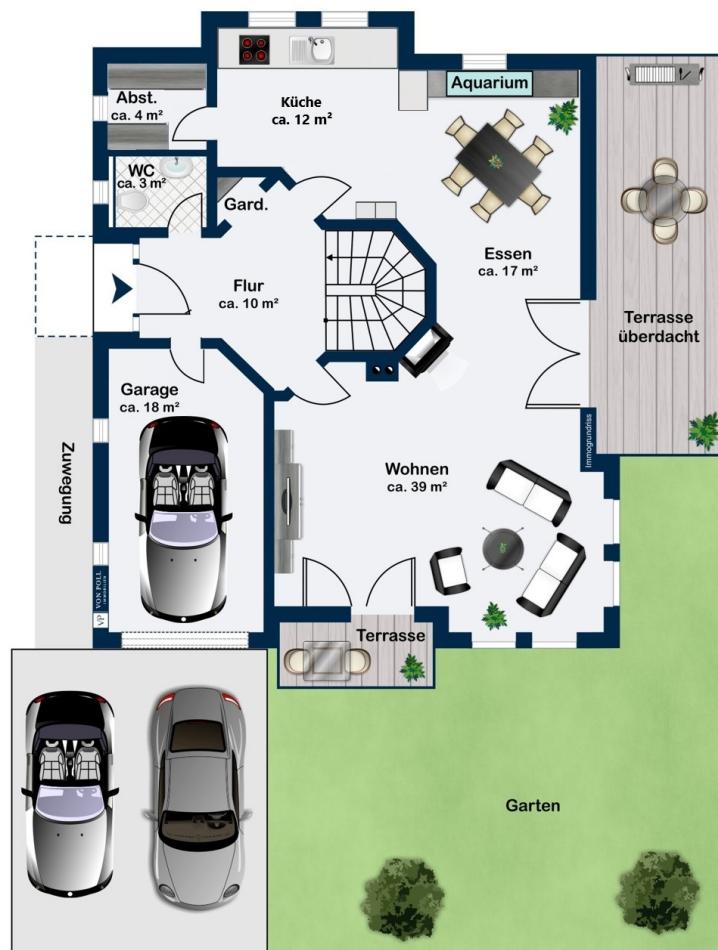 Aquarium
Abst.
ca. 4 m²
Küche
ca. 12 m²
WC
ca. 3 m²
Gard.
Essen
ca. 17 m²
Flur
ca. 10 m²
Terrasse
überdacht
Garage
ca. 18 m²
Immogrundriss
Zuwegung
Wohnen
ca. 39 m²
VP VON POLL
IMMOBILIEN
Terrasse
Garten